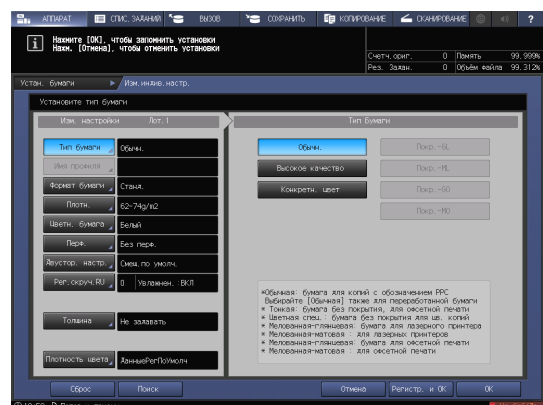 АППАРАТ СПИС. ЗАДАНИЙ ВЫЗОВ СОХРАНИТЬ КОПИРОВАНИЕ СКАНИРОВАНИЕ ?
Нажмите [OK], чтобы запомнить установки
Нажм. [Отмена], чтобы отменить установки
Счетч.ориг. 0 Память 99.999%
Рез. Задан. 0 Объём файла 99.312%
Устан. бумаги Изм.индив.настр.
Установите тип бумаги
Изм. настройки Лот.1 Тип бумаги
Тип бумаги Обычн. Обычн. Покр.-GL
Имя профиля Высокое качество Покр.-ML
Формат бумаги Станд. Конкретн. цвет Покр.-GO
Плотн. 62-74g/m2 Покр.-MO
Цветн. бумага Белый
Перф. Без перф.
Двустор. настр. Смещ.по умолч.
Рег.скруч.RU 0 Увлажнен. :ВКЛ
*Обычная: бумага для копий с обозначением PPC
Выбирайте [Обычная] также для переработанной бумаги
* Тонкая: бумага без покрытия, для офсетной печати
* Цветная спец.: бумага без покрытия для цв. копий
* Мелованная-глянцевая: бумага для лазерного принтера
* Мелованная-матовая : для лазерных принтеров
* Мелованная-глянцевая: бумага для офсетной печати
* Мелованная-матовая : для офсетной печати
Толщина Не задавать
Плотность цвета ДанныеРегПоУмолч
Сброс Поиск Отмена Регистр. и OK OK